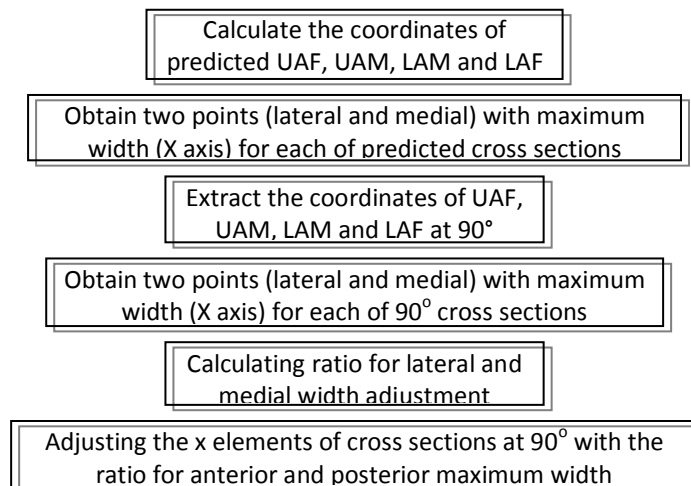 Calculate the coordinates of
predicted UAF, UAM, LAM and LAF
Obtain two points (lateral and medial) with maximum
width (X axis) for each of predicted cross sections
Extract the coordinates of UAF,
UAM, LAM and LAF at 90°
Obtain two points (lateral and medial) with maximum
width (X axis) for each of 90° cross sections
Calculating ratio for lateral and
medial width adjustment
Adjusting the x elements of cross sections at 90° with the
ratio for anterior and posterior maximum width